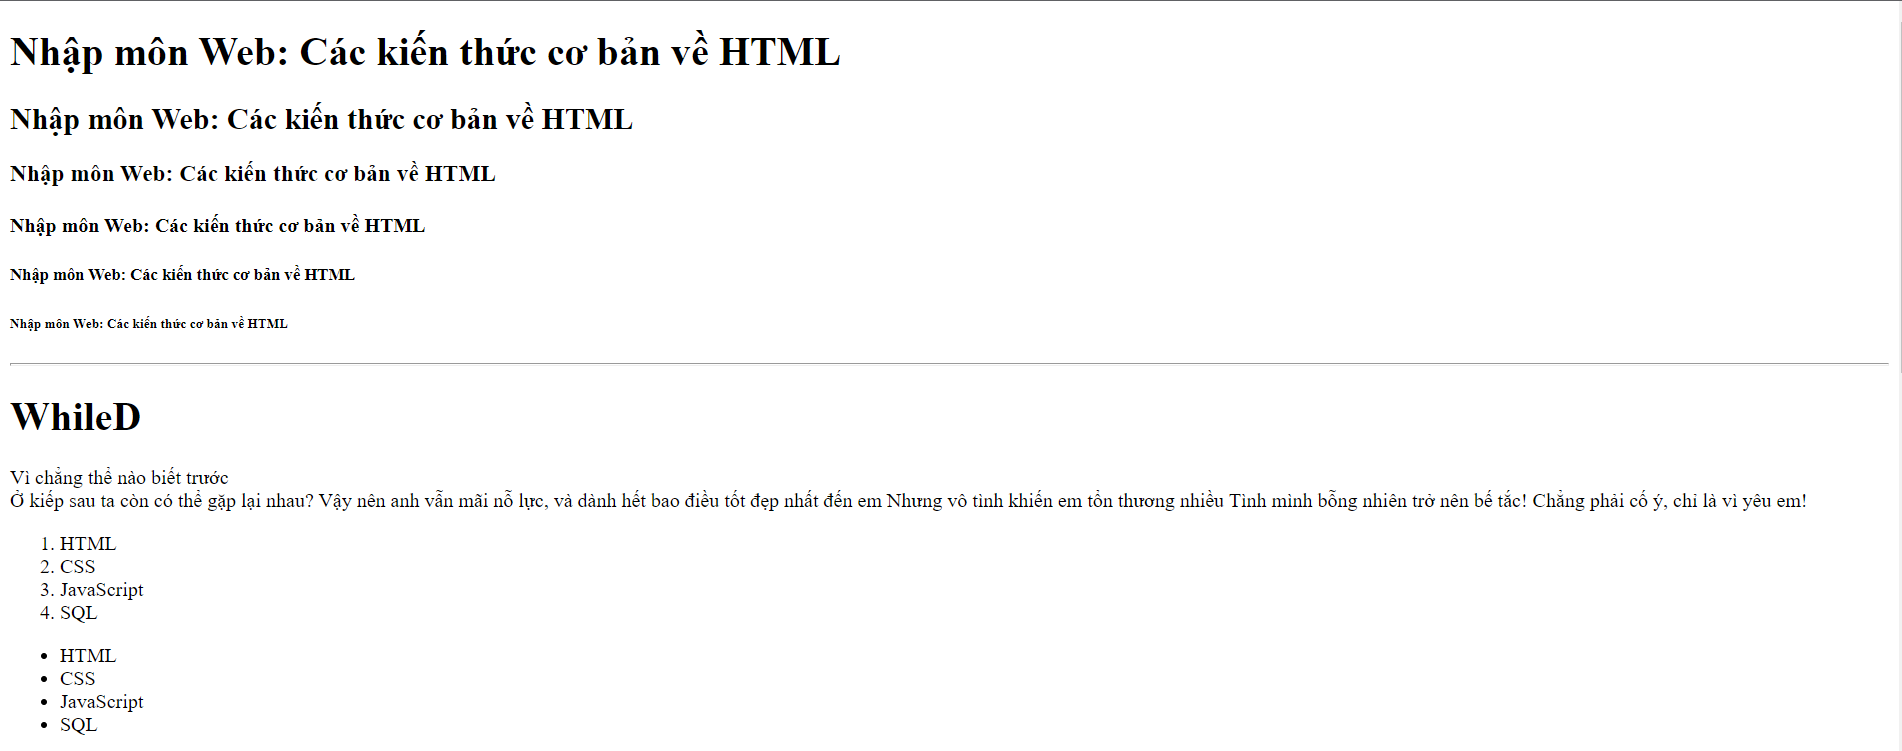 Nhập môn Web: Các kiến thức cơ bản về HTML
Nhập môn Web: Các kiến thức cơ bản về HTML
Nhập môn Web: Các kiến thức cơ bản về HTML
Nhập môn Web: Các kiến thức cơ bản về HTML
Nhập môn Web: Các kiến thức cơ bản về HTML
Nhập môn Web: Các kiến thức cơ bản về HTML
WhileD
Vì chẳng thể nào biết trước
Ở kiếp sau ta còn có thể gặp lại nhau? Vậy nên anh vẫn mãi nỗ lực, và dành hết bao điều tốt đẹp nhất đến em Nhưng vô tình khiến em tổn thương nhiều Tình mình bỗng nhiên trở nên bế tắc! Chẳng phải cố ý, chỉ là vì yêu em!
1. HTML
2. CSS
3. JavaScript
4. SQL
• HTML
• CSS
• JavaScript
• SQL